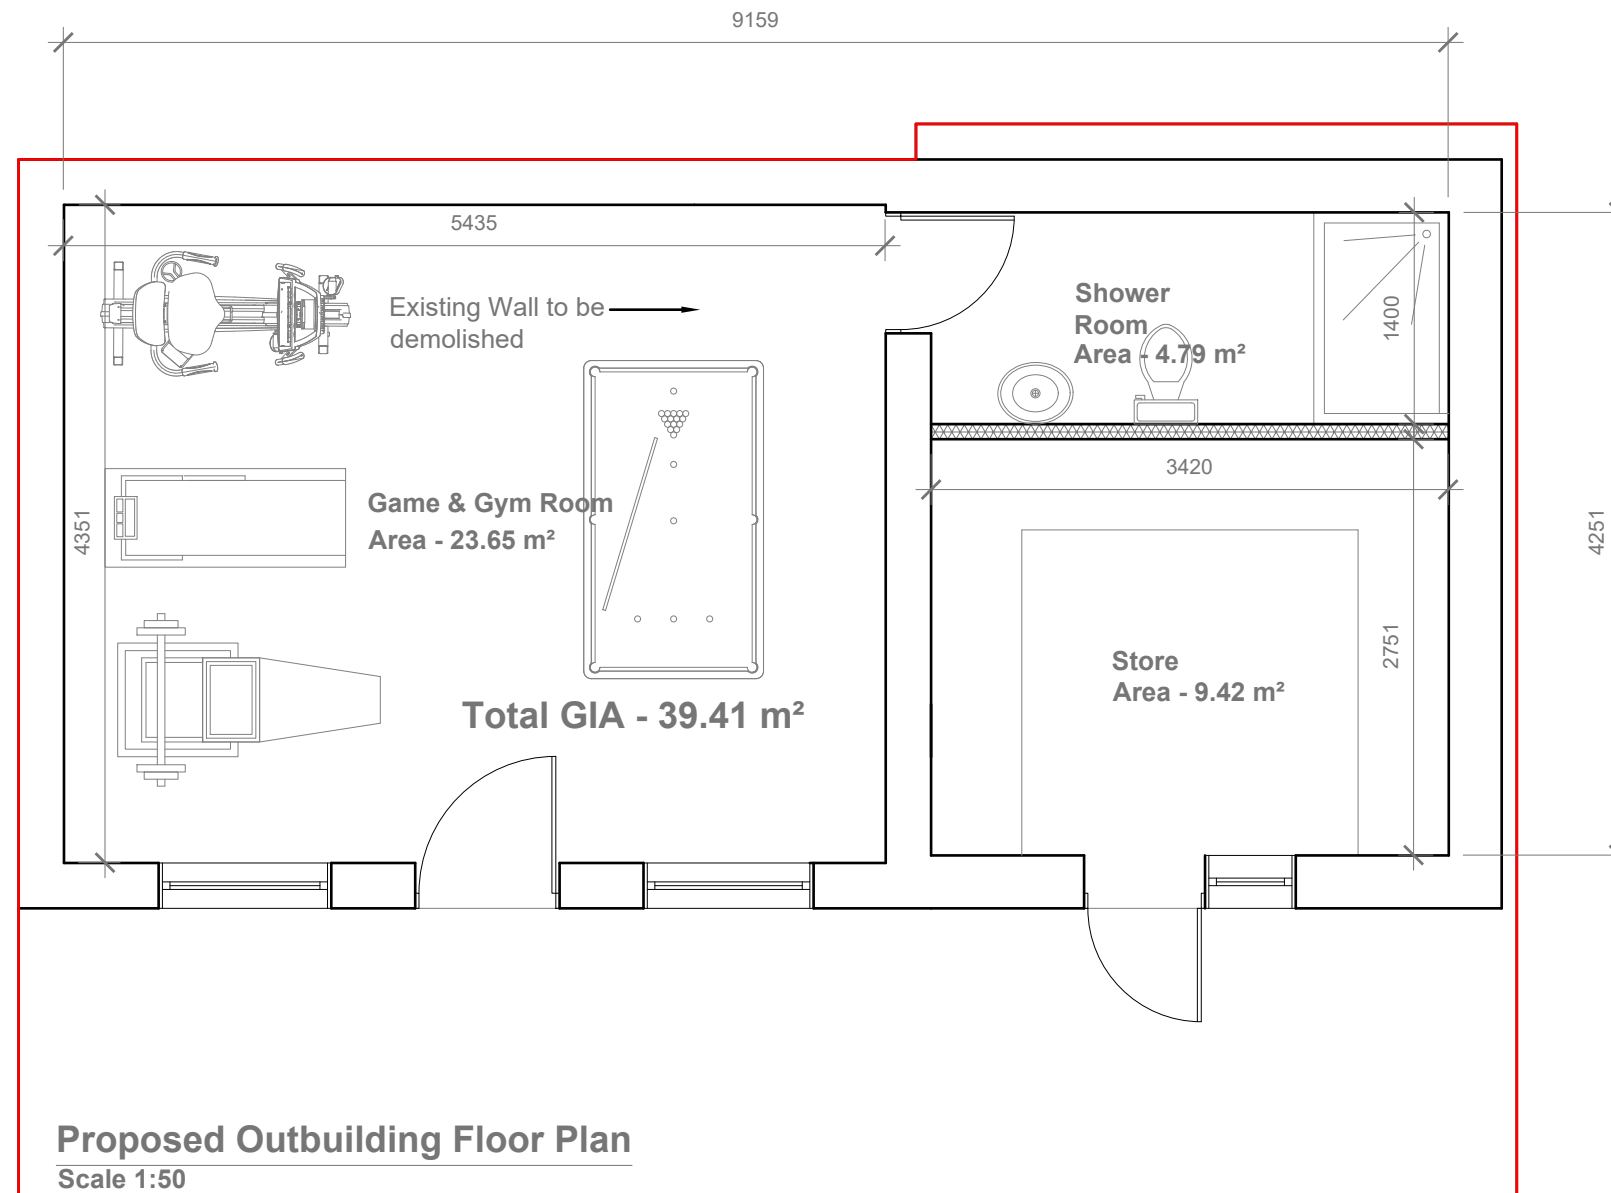 9159
5435
Existing Wall to be
demolished
Shower
Room
Area - 4.79 m²
1400
3420
4351
Game & Gym Room
Area - 23.65 m²
4251
2751
Store
Area - 9.42 m²
Total GIA - 39.41 m²
Proposed Outbuilding Floor Plan
Scale 1:50